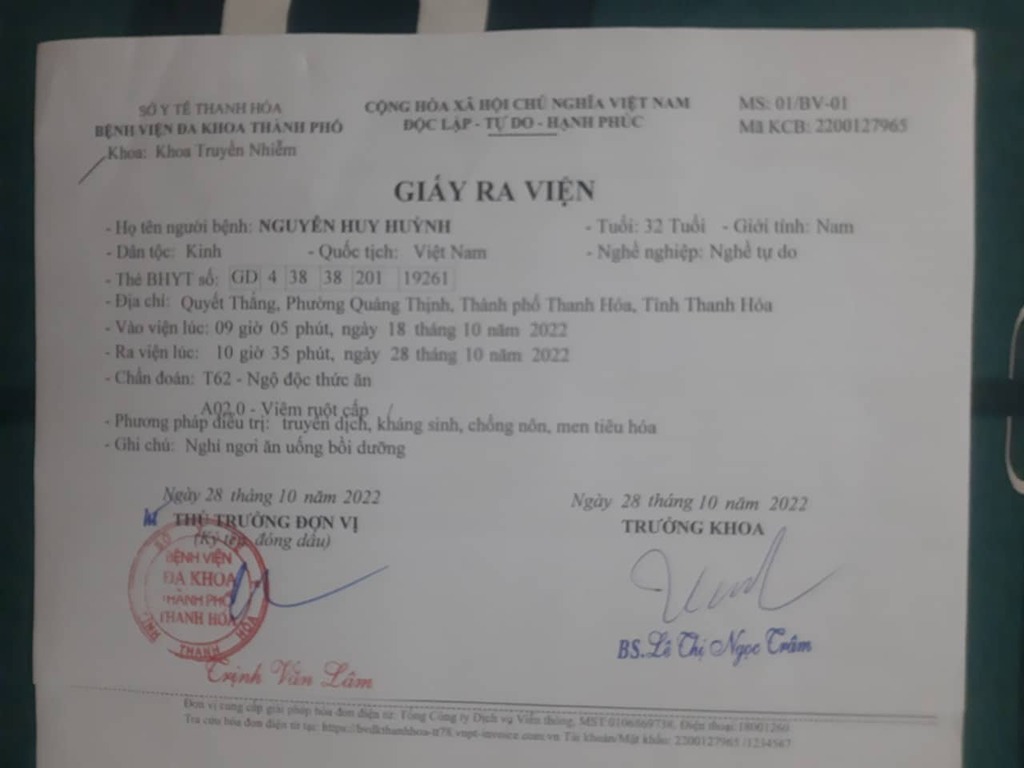 SỞ Y TẾ THANH HÓA
BỆNH VIỆN ĐA KHOA THÀNH PHỐ
Khoa: Khoa Truyền Nhiễm
CỘNG HÒA XÃ HỘI CHỦ NGHĨA VIỆT NAM
ĐỘC LẬP - TỰ DO - HẠNH PHÚC
MS: 01/BV-01
Mã KCB: 2200127965
GIẤY RA VIỆN
- Họ tên người bệnh: NGUYỄN HUY HUỲNH - Tuổi: 32 Tuổi - Giới tính: Nam
- Dân tộc: Kinh - Quốc tịch: Việt Nam - Nghề nghiệp: Nghề tự do
- Thẻ BHYT số: GD 4 38 38 201 19261
- Địa chỉ: Quyết Thắng, Phường Quảng Thịnh, Thành phố Thanh Hóa, Tỉnh Thanh Hóa
- Vào viện lúc: 09 giờ 05 phút, ngày 18 tháng 10 năm 2022
- Ra viện lúc: 10 giờ 35 phút, ngày 28 tháng 10 năm 2022
- Chẩn đoán: T62 - Ngộ độc thức ăn
A02.0 - Viêm ruột cấp
- Phương pháp điều trị: truyền dịch, kháng sinh, chống nôn, men tiêu hóa
- Ghi chú: Nghỉ ngơi ăn uống bồi dưỡng
Ngày 28 tháng 10 năm 2022
THỦ TRƯỞNG ĐƠN VỊ
(Ký tên, đóng dấu)
BỆNH VIỆN
ĐA KHOA
THÀNH PHỐ
THANH HÓA
Trịnh Văn Lâm
Ngày 28 tháng 10 năm 2022
TRƯỞNG KHOA
BS. Lê Thị Ngọc Trâm
Đơn vị cung cấp giải pháp hóa đơn điện tử: Tổng Công ty Dịch vụ Viễn thông, MST: Điện thoại: 18001260
Tra cứu hóa đơn điện tử tại: https://bvdkthanhhoa-tt78.vnpt-invoice.com.vn Tài khoản/Mật khẩu: 2200127965 /1234567